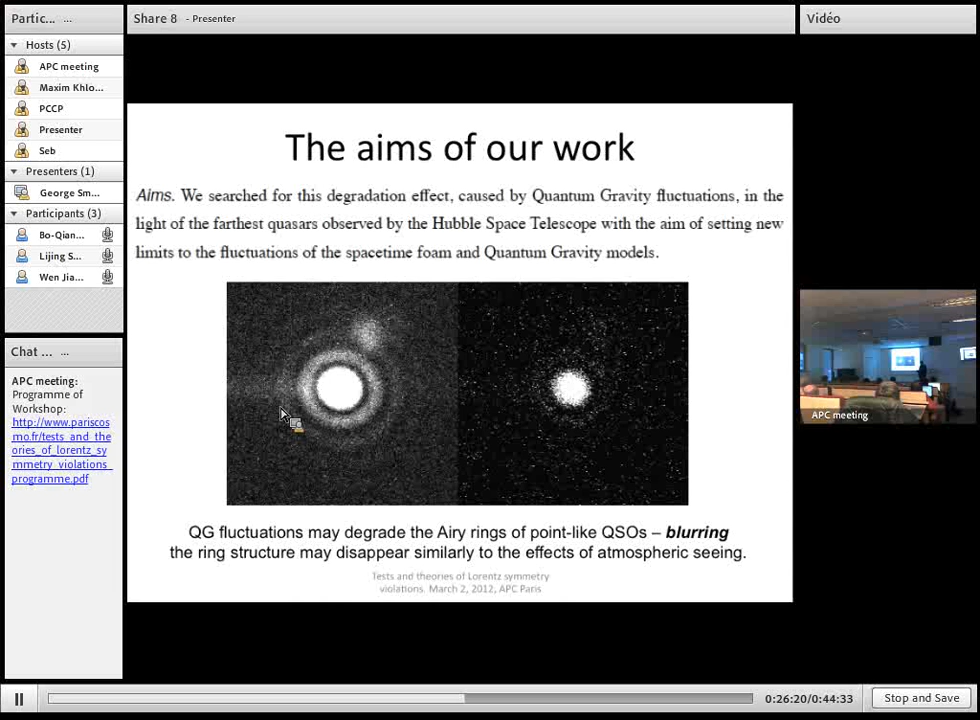 Partic... ...
Share 8 - Presenter
Vidéo
Hosts (5)
APC meeting
Maxim Khlo...
PCCP
Presenter
Seb
Presenters (1)
George Sm...
Participants (3)
Bo-Qian...
Lijing S...
Wen Jia...
Chat ... ...
APC meeting:
Programme of
Workshop:
http://www.pariscos
mo.fr/tests_and_the
ories_of_lorentz_sy
mmetry_violations_
programme.pdf
The aims of our work
Aims. We searched for this degradation effect, caused by Quantum Gravity fluctuations, in the
light of the farthest quasars observed by the Hubble Space Telescope with the aim of setting new
limits to the fluctuations of the spacetime foam and Quantum Gravity models.
QG fluctuations may degrade the Airy rings of point-like QSOs – blurring
the ring structure may disappear similarly to the effects of atmospheric seeing.
Tests and theories of Lorentz symmetry
violations. March 2, 2012, APC Paris
APC meeting
0:26:20/0:44:33
Stop and Save